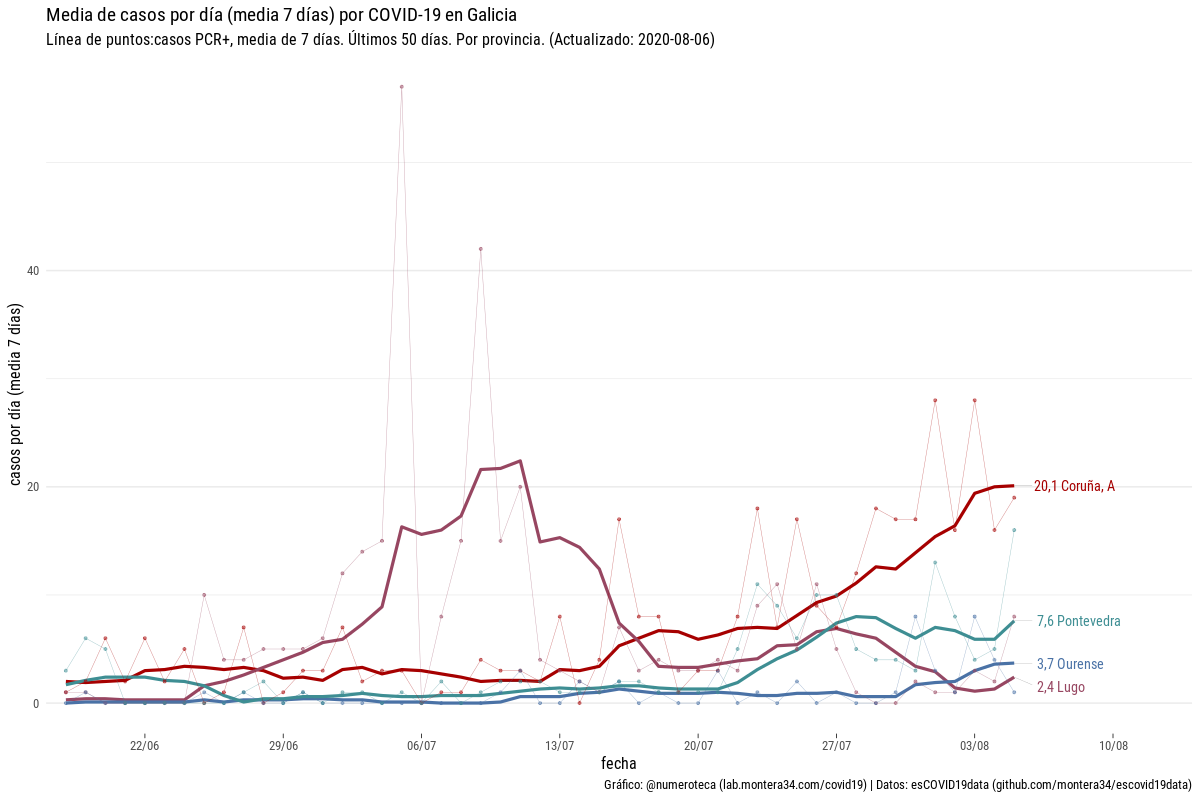 Media de casos por día (media 7 días) por COVID-19 en Galicia
Línea de puntos:casos PCR+, media de 7 días. Últimos 50 días. Por provincia. (Actualizado: 2020-08-06)
casos por día (media 7 días)
40
20
0
20,1 Coruña, A
7,6 Pontevedra
3,7 Ourense
2,4 Lugo
22/06
29/06
06/07
13/07
20/07
27/07
03/08
10/08
fecha
Gráfico: @numeroteca (lab.montera34.com/covid19) | Datos: esCOVID19data (github.com/montera34/escovid19data)